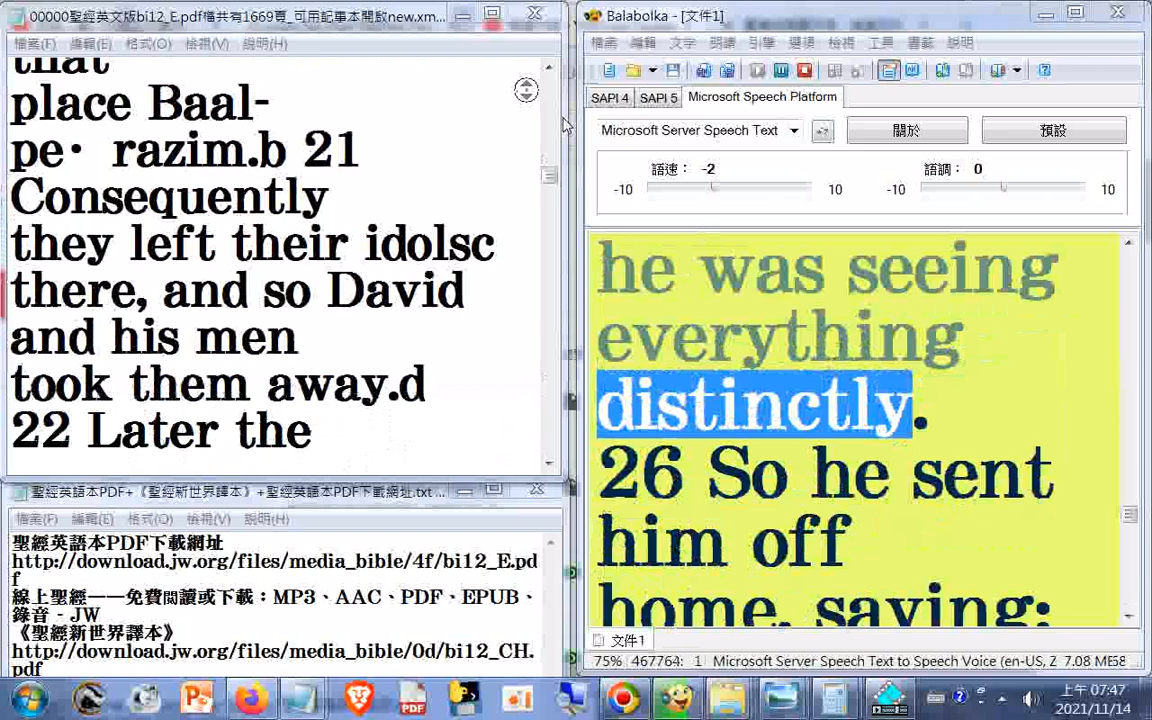 00000聖經英文版bi12_E.pdf檔共有1669頁_可用記事本開啟new.xm...
檔案(F) 編輯(E) 格式(O) 檢視(V) 說明(H)
that
place Baal-
pe· razim.b 21
Consequently
they left their idolsc
there, and so David
and his men
took them away.d
22 Later the
聖經英語本PDF+《聖經新世界譯本》+聖經英語本PDF下載網址.txt ...
檔案(F) 編輯(E) 格式(O) 檢視(V) 說明(H)
聖經英語本PDF下載網址
http://download.jw.org/files/media_bible/4f/bi12_E.pd
f
線上聖經——免費閱讀或下載：MP3、AAC、PDF、EPUB、
錄音 - JW
《聖經新世界譯本》
http://download.jw.org/files/media_bible/0d/bi12_CH.
pdf
Balabolka - [文件1]
檔案 編輯 文字 朗讀 引擎 選項 檢視 工具 書籤 說明
SAPI 4 SAPI 5 Microsoft Speech Platform
Microsoft Server Speech Text 關於 預設
語速： -2 語調： 0
-10 10 -10 10
he was seeing
everything
distinctly.
26 So he sent
him off
home, saying:
文件1
75% 467764: 1 Microsoft Server Speech Text to Speech Voice (en-US, Z 7.08 ME58
PDF
上午 07:47
2021/11/14